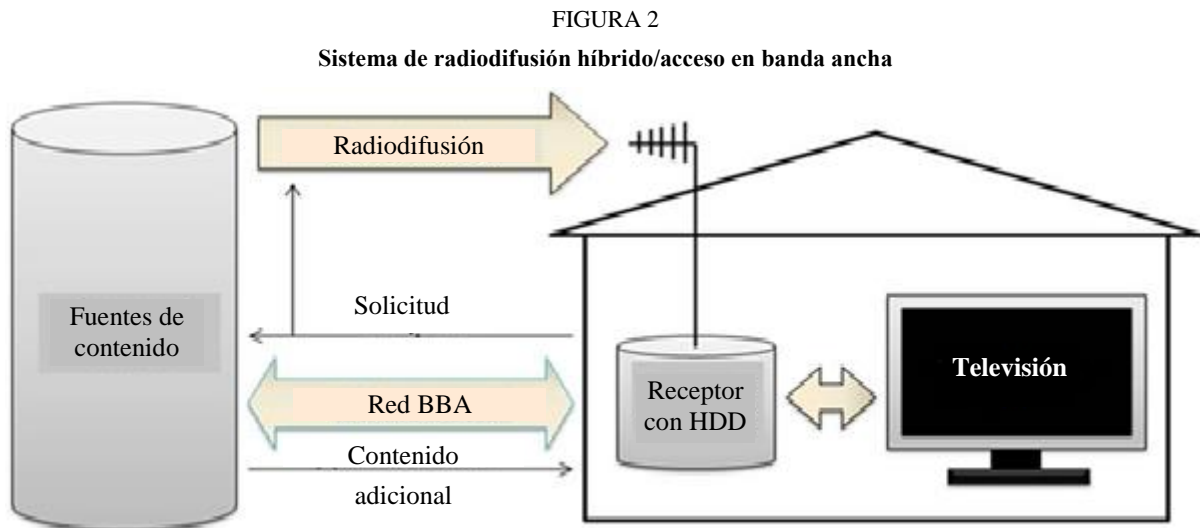 FIGURA 2
Sistema de radiodifusión híbrido/acceso en banda ancha
Radiodifusión
Fuentes de
contenido
Solicitud
Red BBA
Contenido
adicional
Receptor
con HDD
Televisión